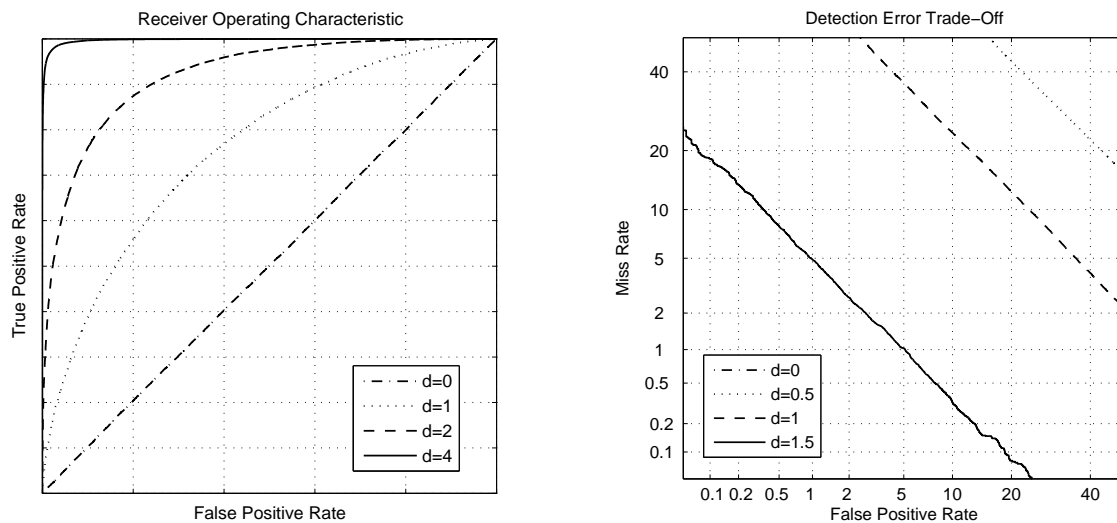 Receiver Operating Characteristic
True Positive Rate
d=0
d=1
d=2
d=4
False Positive Rate
Detection Error Trade−Off
Miss Rate
40
20
10
5
2
1
0.5
0.2
0.1
d=0
d=0.5
d=1
d=1.5
0.1 0.2 0.5 1 2 5 10 20 40
False Positive Rate